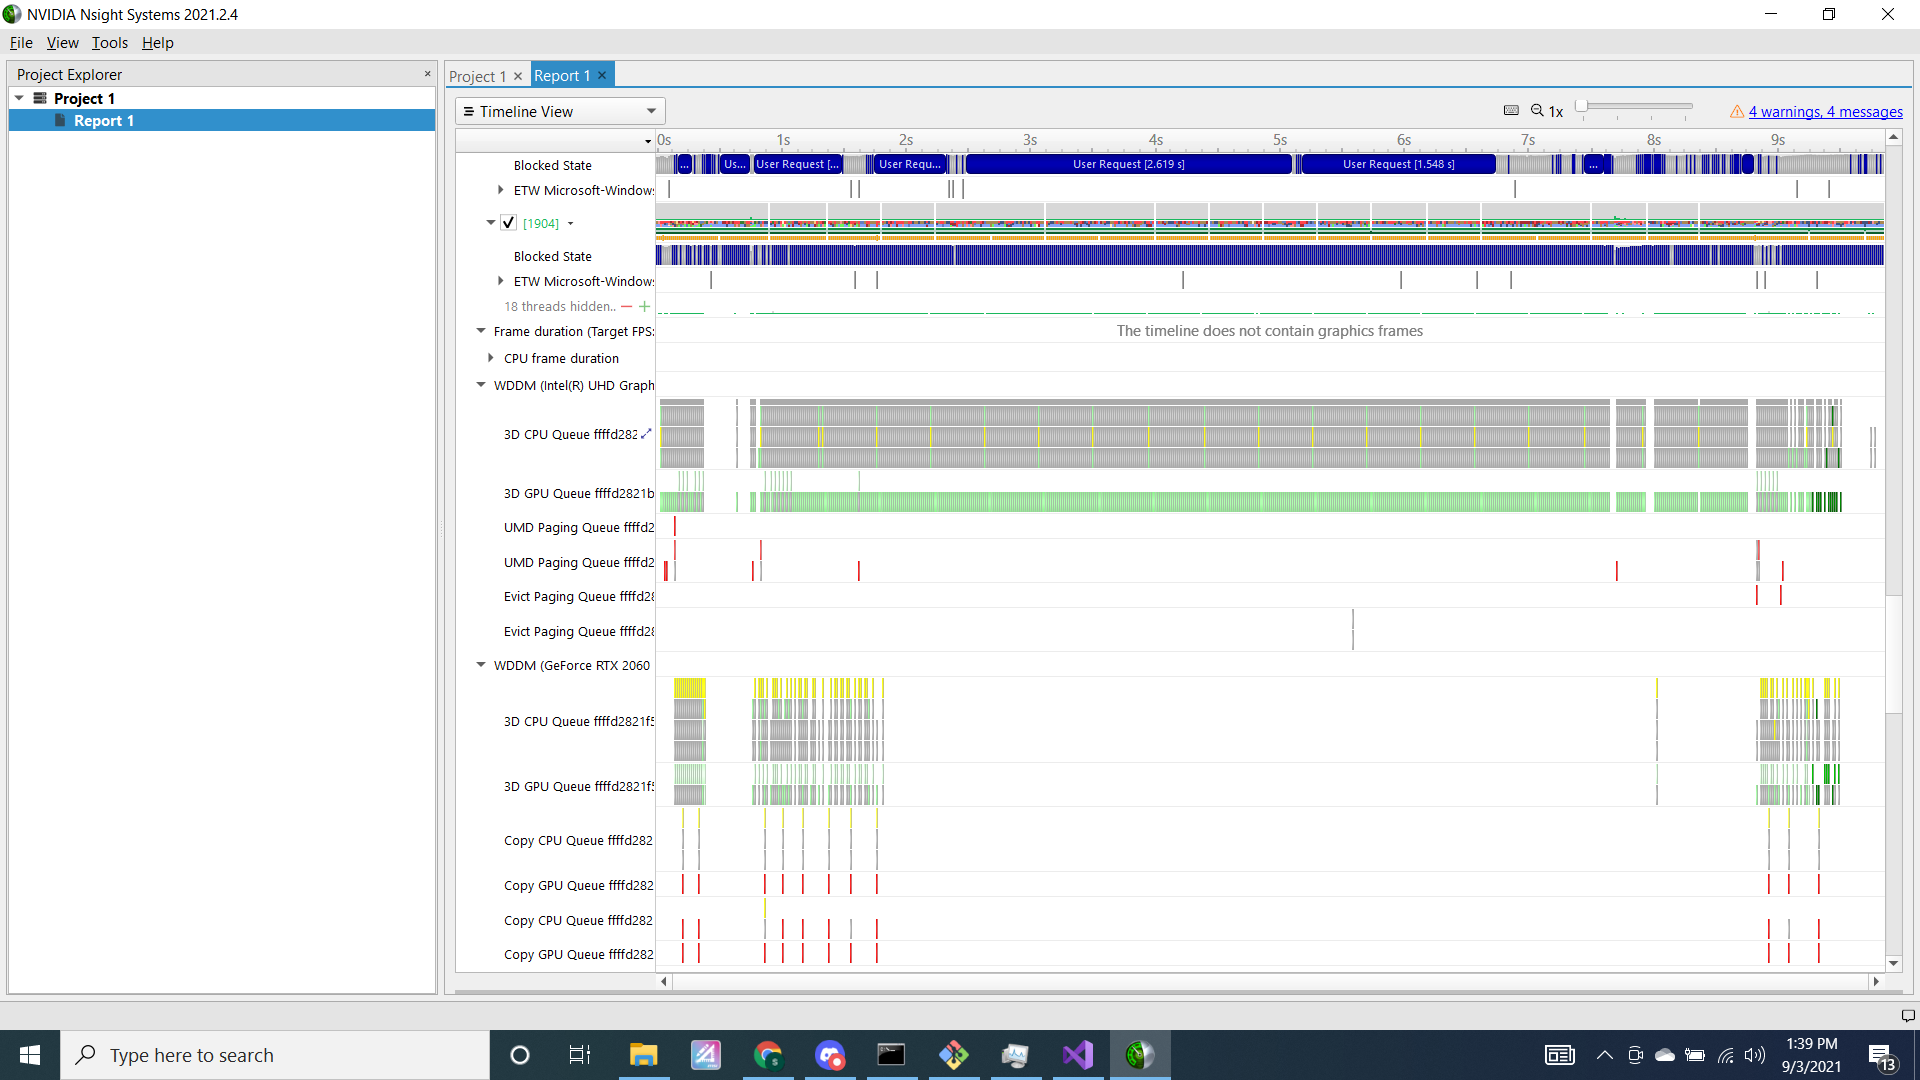 NVIDIA Nsight Systems 2021.2.4
File View Tools Help
Project Explorer
Project 1
Report 1
Project 1
Report 1
Timeline View
1x
4 warnings, 4 messages
0s 1s 2s 3s 4s 5s 6s 7s 8s 9s
Blocked State
... Us... User Request [... User Requ... User Request [2.619 s] User Request [1.548 s] ...
ETW Microsoft-Window
[1904]
Blocked State
ETW Microsoft-Window
18 threads hidden..
Frame duration (Target FPS:
The timeline does not contain graphics frames
CPU frame duration
WDDM (Intel(R) UHD Graph
3D CPU Queue ffffd282
3D GPU Queue ffffd2821b
UMD Paging Queue ffffd2
UMD Paging Queue ffffd2
Evict Paging Queue ffffd28
Evict Paging Queue ffffd28
WDDM (GeForce RTX 2060
3D CPU Queue ffffd2821f5
3D GPU Queue ffffd2821f5
Copy CPU Queue ffffd282
Copy GPU Queue ffffd282
Copy CPU Queue ffffd282
Copy GPU Queue ffffd282
Type here to search
1:39 PM
9/3/2021
13